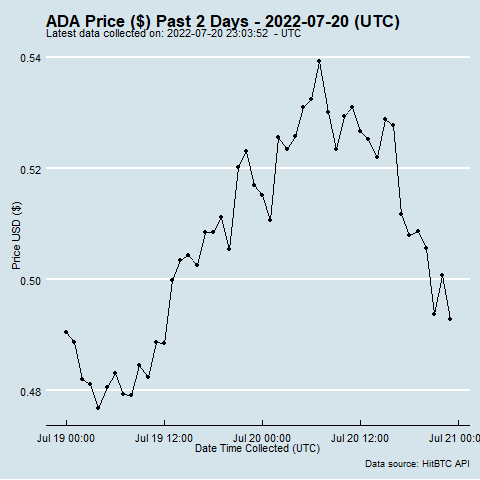 ADA Price ($) Past 2 Days - 2022-07-20 (UTC)
Latest data collected on: 2022-07-20 23:03:52 - UTC
0.54
0.52
0.50
0.48
Price USD ($)
Jul 19 00:00 Jul 19 12:00 Jul 20 00:00 Jul 20 12:00 Jul 21 00:0
Date Time Collected (UTC)
Data source: HitBTC API